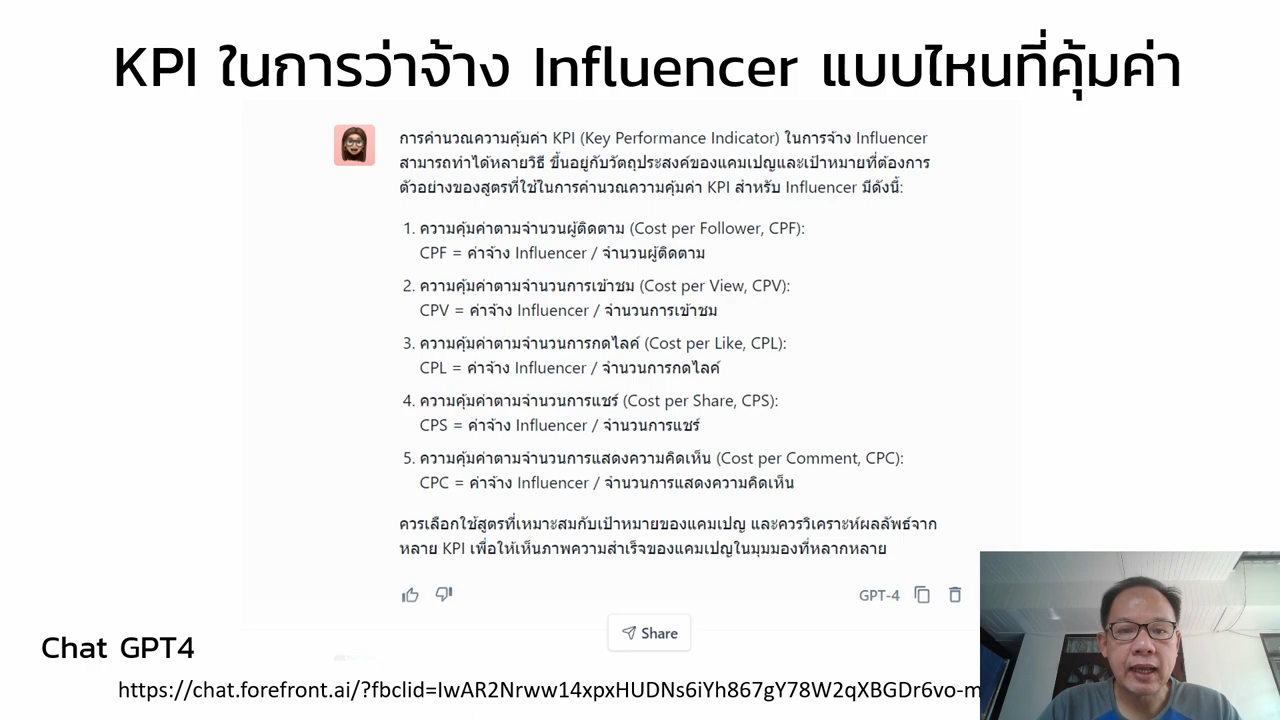 KPI ในการว่าจ้าง Influencer แบบไหนที่คุ้มค่า
การคำนวณความคุ้มค่า KPI (Key Performance Indicator) ในการจ้าง Influencer
สามารถทำได้หลายวิธี ขึ้นอยู่กับวัตถุประสงค์ของแคมเปญและเป้าหมายที่ต้องการ
ตัวอย่างของสูตรที่ใช้ในการคำนวณความคุ้มค่า KPI สำหรับ Influencer มีดังนี้:
1. ความคุ้มค่าตามจำนวนผู้ติดตาม (Cost per Follower, CPF):
CPF = ค่าจ้าง Influencer / จำนวนผู้ติดตาม
2. ความคุ้มค่าตามจำนวนการเข้าชม (Cost per View, CPV):
CPV = ค่าจ้าง Influencer / จำนวนการเข้าชม
3. ความคุ้มค่าตามจำนวนการกดไลค์ (Cost per Like, CPL):
CPL = ค่าจ้าง Influencer / จำนวนการกดไลค์
4. ความคุ้มค่าตามจำนวนการแชร์ (Cost per Share, CPS):
CPS = ค่าจ้าง Influencer / จำนวนการแชร์
5. ความคุ้มค่าตามจำนวนการแสดงความคิดเห็น (Cost per Comment, CPC):
CPC = ค่าจ้าง Influencer / จำนวนการแสดงความคิดเห็น
ควรเลือกใช้สูตรที่เหมาะสมกับเป้าหมายของแคมเปญ และควรวิเคราะห์ผลลัพธ์จาก
หลาย KPI เพื่อให้เห็นภาพความสำเร็จของแคมเปญในมุมมองที่หลากหลาย
GPT-4
Share
Chat GPT4
https://chat.forefront.ai/?fbclid=IwAR2Nrww14xpxHUDNs6iYh867gY78W2qXBGDr6vo-m